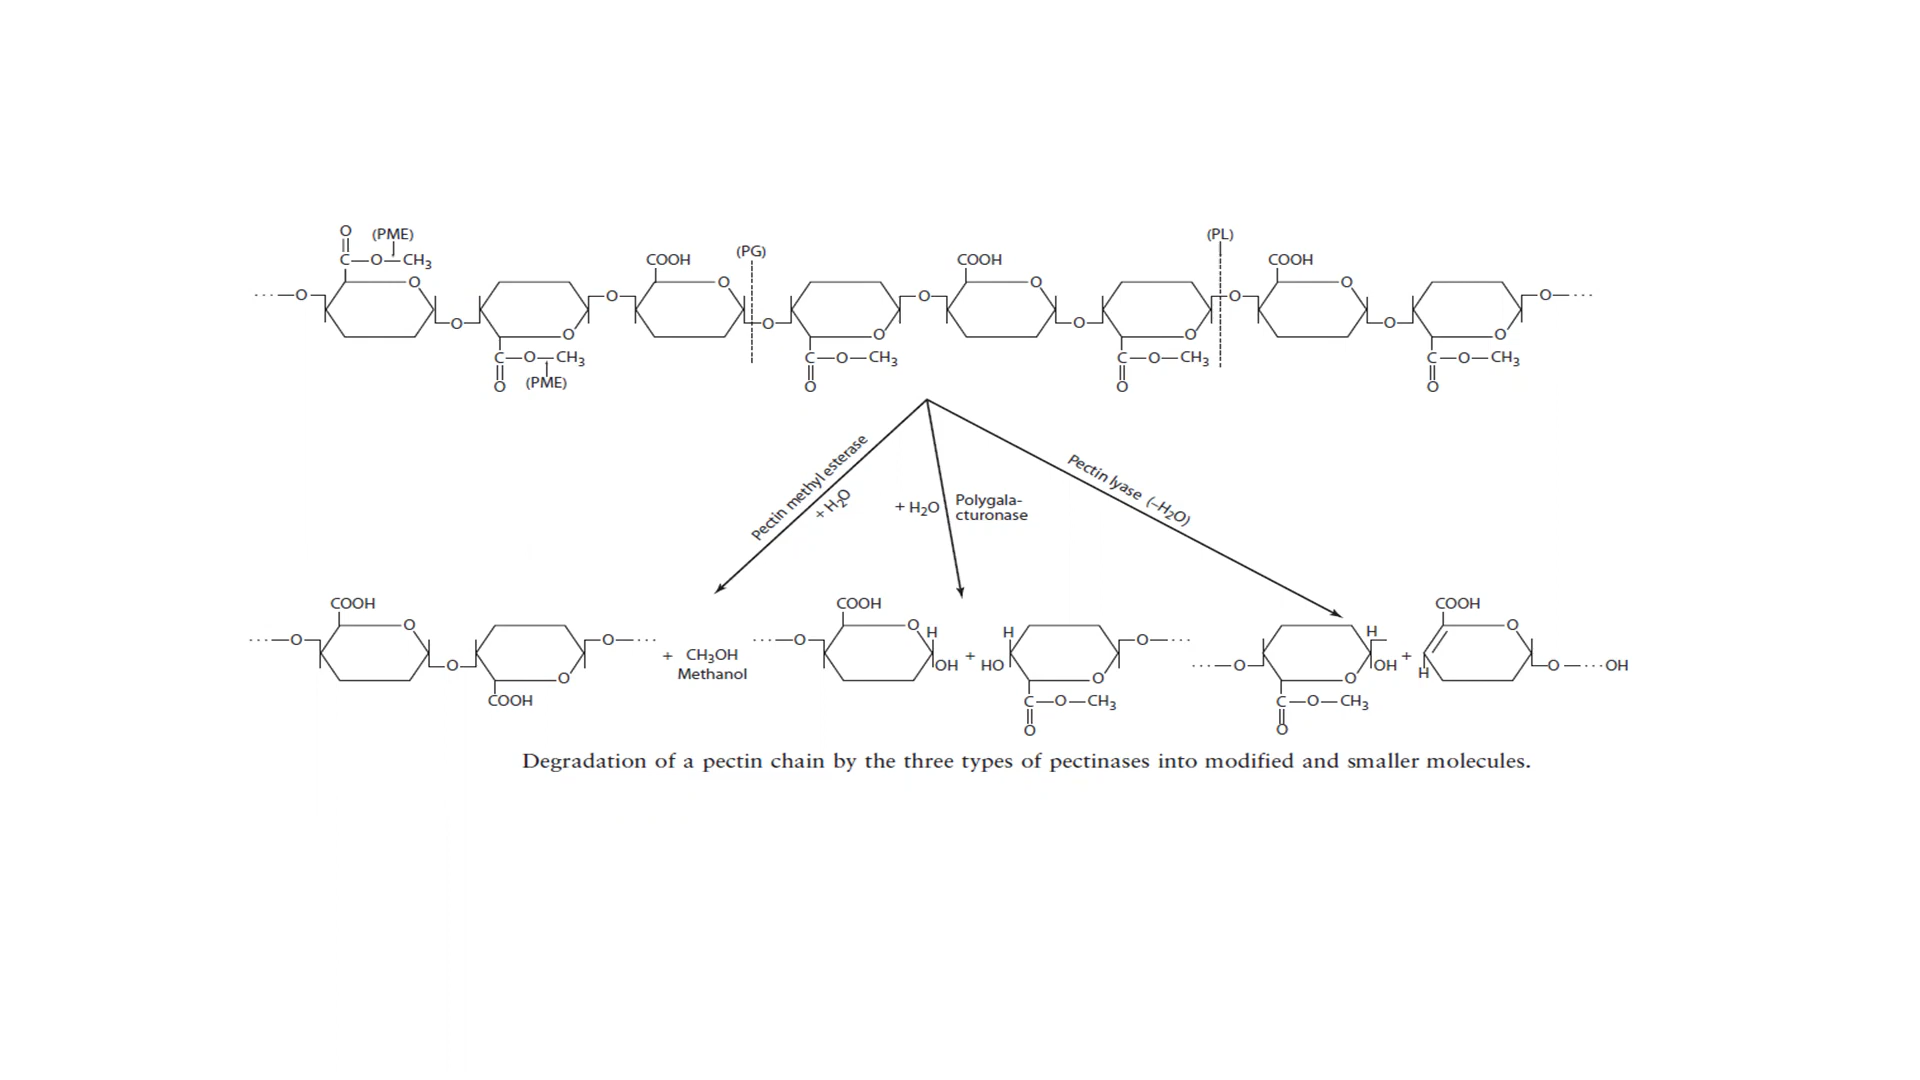 O (PME) (PG) (PL)
C—O—CH₃ COOH COOH COOH
···—O O O O O O O O—···
O O O O O O O O
C—O—CH₃ C—O—CH₃ C—O—CH₃ C—O—CH₃
O (PME) O O O
Pectin methyl esterase
+ H₂O
+ H₂O
Polygala-
cturonase
Pectin lyase (–H₂O)
COOH COOH COOH
···—O O O—··· ···—O O H H O—··· H O
+ CH₃OH
Methanol
O O OH + HO O ···—O O OH + H O—···OH
COOH C—O—CH₃ C—O—CH₃
O O
Degradation of a pectin chain by the three types of pectinases into modified and smaller molecules.